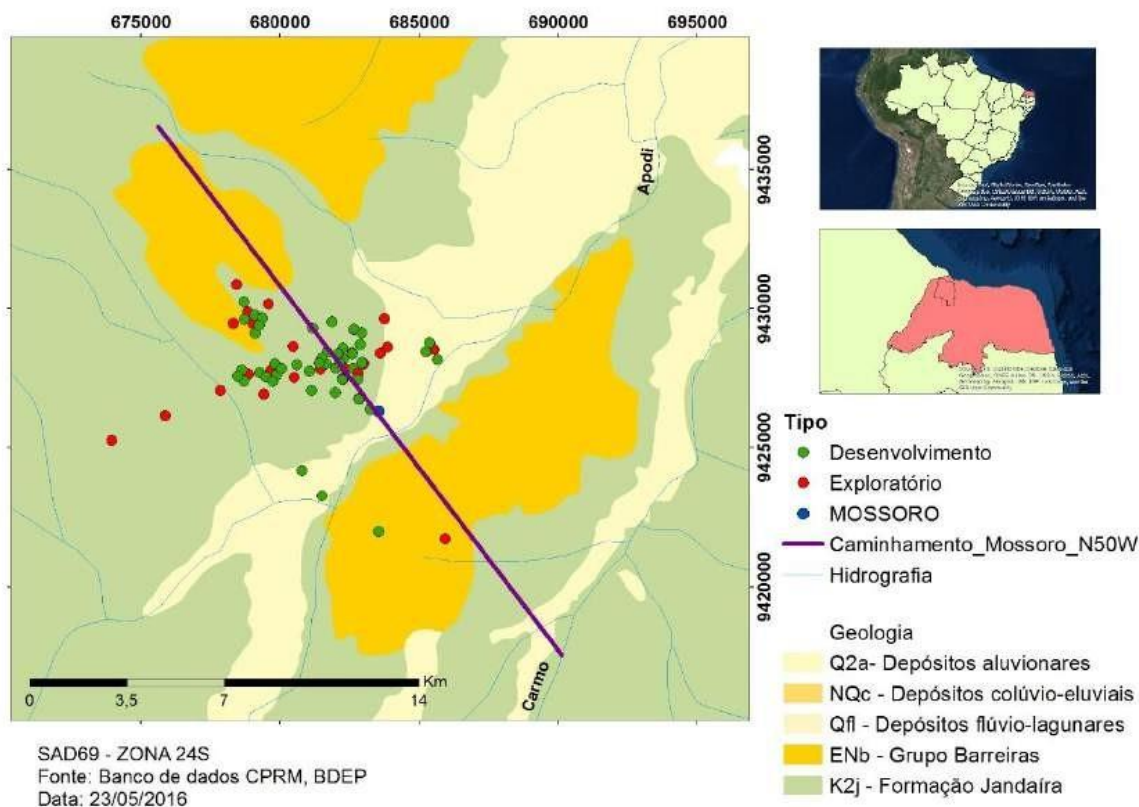 675000 680000 685000 690000 695000
9435000
9430000
9425000
9420000
Apodi
Carmo
Km
0 3,5 7 14
SAD69 - ZONA 24S
Fonte: Banco de dados CPRM, BDEP
Data: 23/05/2016
Tipo
Desenvolvimento
Exploratório
MOSSORO
Caminhamento_Mossoro_N50W
Hidrografia
Geologia
Q2a- Depósitos aluvionares
NQc - Depósitos colúvio-eluviais
Qfl - Depósitos flúvio-lagunares
ENb - Grupo Barreiras
K2j - Formação Jandaíra